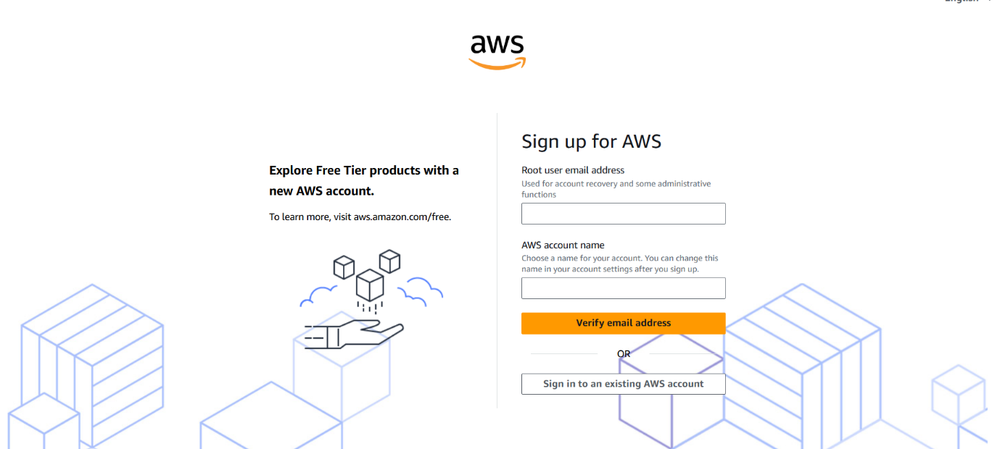 English
aws
Explore Free Tier products with a
new AWS account.
To learn more, visit aws.amazon.com/free.
Sign up for AWS
Root user email address
Used for account recovery and some administrative
functions
AWS account name
Choose a name for your account. You can change this
name in your account settings after you sign up.
Verify email address
OR
Sign in to an existing AWS account